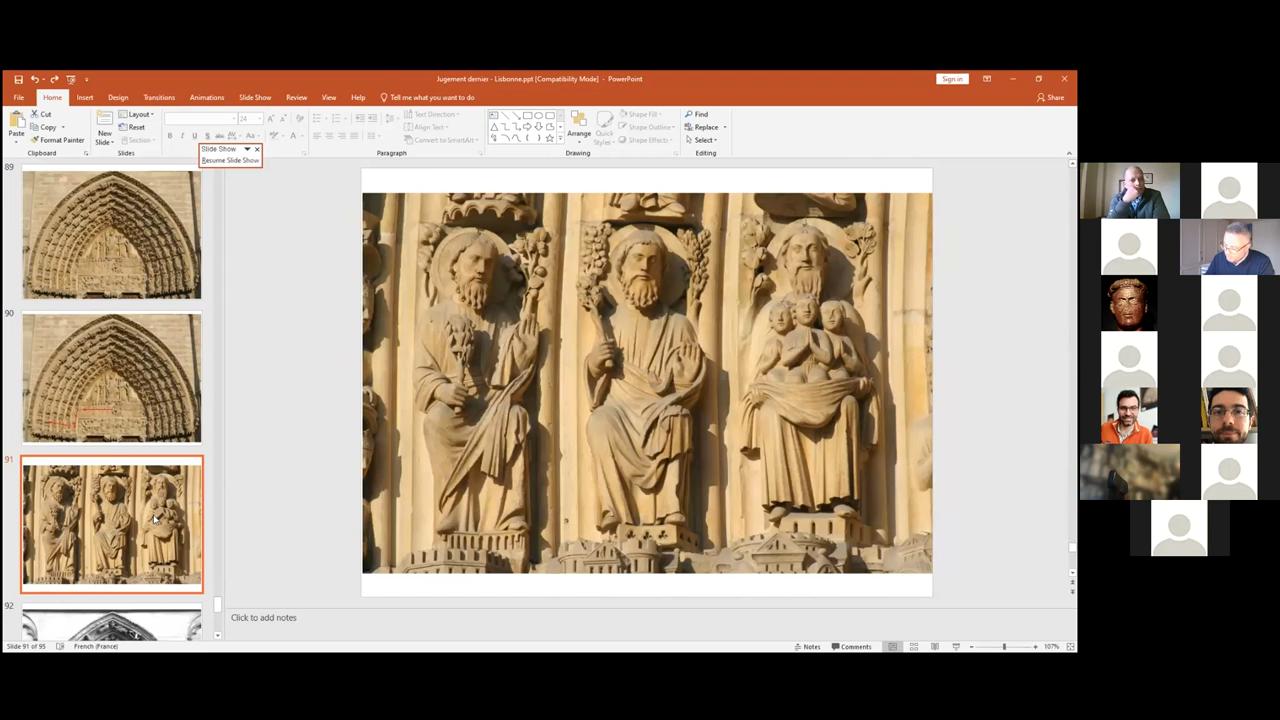 Jugement dernier - Lisbonne.ppt [Compatibility Mode] - PowerPoint
Sign in
File Home Insert Design Transitions Animations Slide Show Review View Help Tell me what you want to do
Share
Paste
Cut
Copy
Format Painter
Clipboard
New Slide
Layout
Reset
Section
Slides
24
Slide Show
Resume Slide Show
Text Direction
Align Text
Convert to SmartArt
Paragraph
Arrange
Quick Styles
Shape Fill
Shape Outline
Shape Effects
Drawing
Find
Replace
Select
Editing
89
90
91
92
Click to add notes
Slide 91 of 95 French (France)
Notes Comments 107%